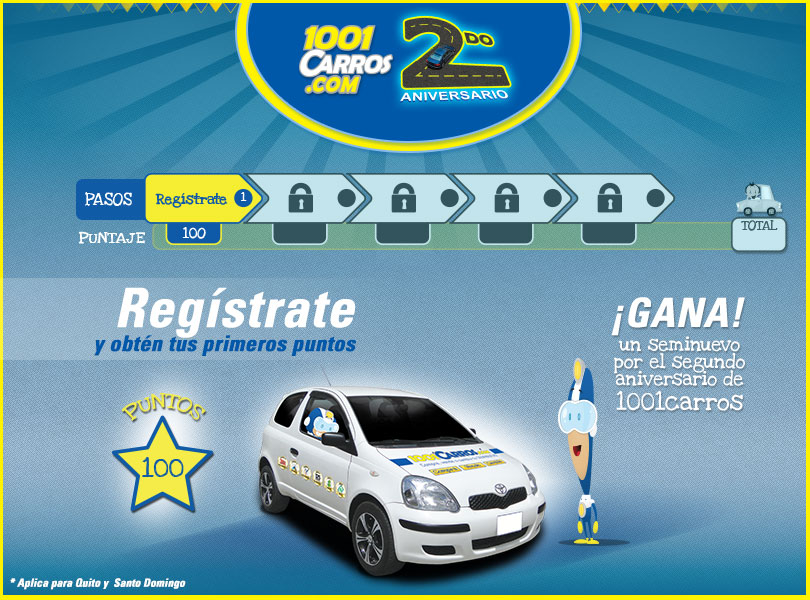 1001
CARROS
.COM
2DO
ANIVERSARIO
PASOS
Regístrate 1
PUNTAJE
100
TOTAL
Regístrate
y obtén tus primeros puntos
¡GANA!
un seminuevo
por el segundo
aniversario de
1001carros
PUNTOS
100
1001CARROS
* Aplica para Quito y Santo Domingo